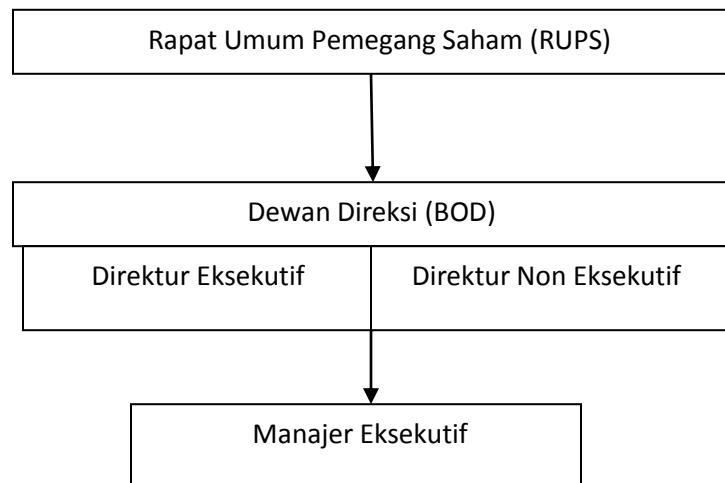 Rapat Umum Pemegang Saham (RUPS)
Dewan Direksi (BOD)
Direktur Eksekutif
Direktur Non Eksekutif
Manajer Eksekutif